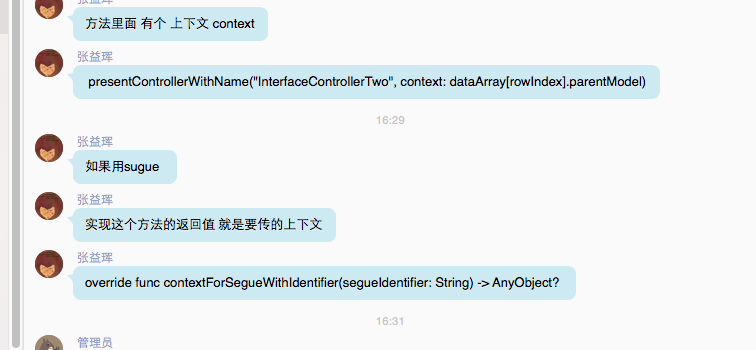 方法里面 有个 上下文 context
张益珲
presentControllerWithName("InterfaceControllerTwo", context: dataArray[rowIndex].parentModel)
16:29
张益珲
如果用sugue
张益珲
实现这个方法的返回值 就是要传的上下文
张益珲
override func contextForSegueWithIdentifier(segueIdentifier: String) -> AnyObject?
16:31
管理员